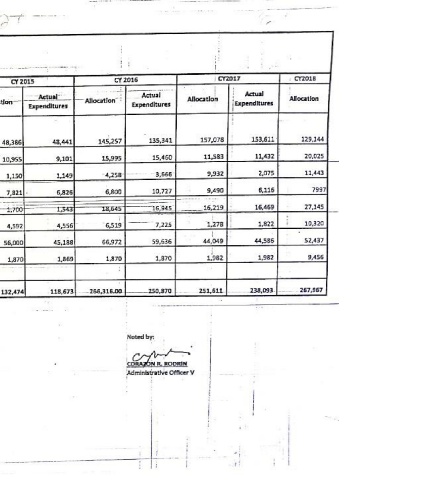 CY 2015 CY 2016 CY2017 CY2018
Actual Expenditures Allocation Actual Expenditures Allocation Actual Expenditures Allocation
48,386 48,441 145,257 135,341 157,078 153,611 129,144
10,955 9,101 15,995 15,460 11,583 11,432 20,025
1,150 1,149 4,258 3,666 9,932 2,075 11,443
7,821 6,826 6,800 10,727 9,490 6,116 7997
1,700 1,543 18,645 16,945 16,219 16,469 27,145
4,592 4,556 6,519 7,225 1,278 1,822 10,320
56,000 45,188 66,972 59,636 44,049 44,586 52,437
1,870 1,869 1,870 1,870 1,982 1,982 9,456
132,474 118,673 266,316.00 250,870 251,611 238,093 267,967
Noted by:
CORAZON R. RODRIN
Administrative Officer V